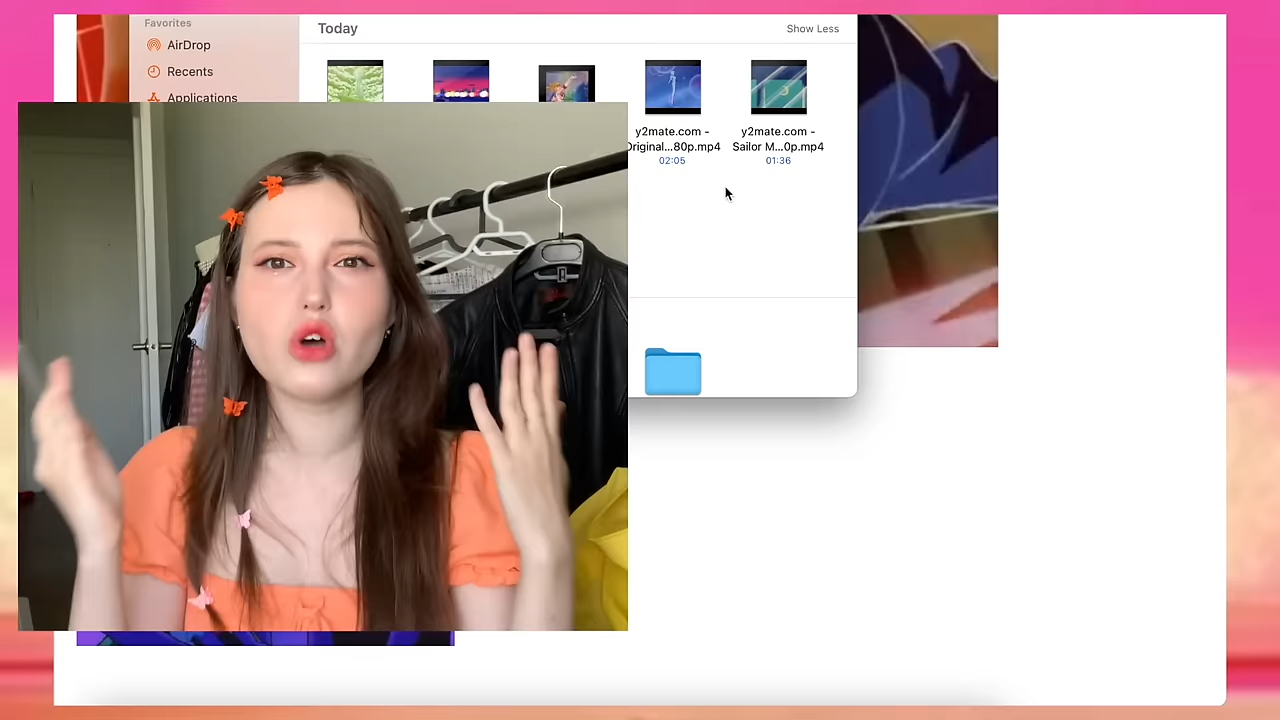 Favorites
Today
Show Less
AirDrop
Recents
Applications
y2mate.com -
Original...80p.mp4
02:05
y2mate.com -
Sailor M...0p.mp4
01:36